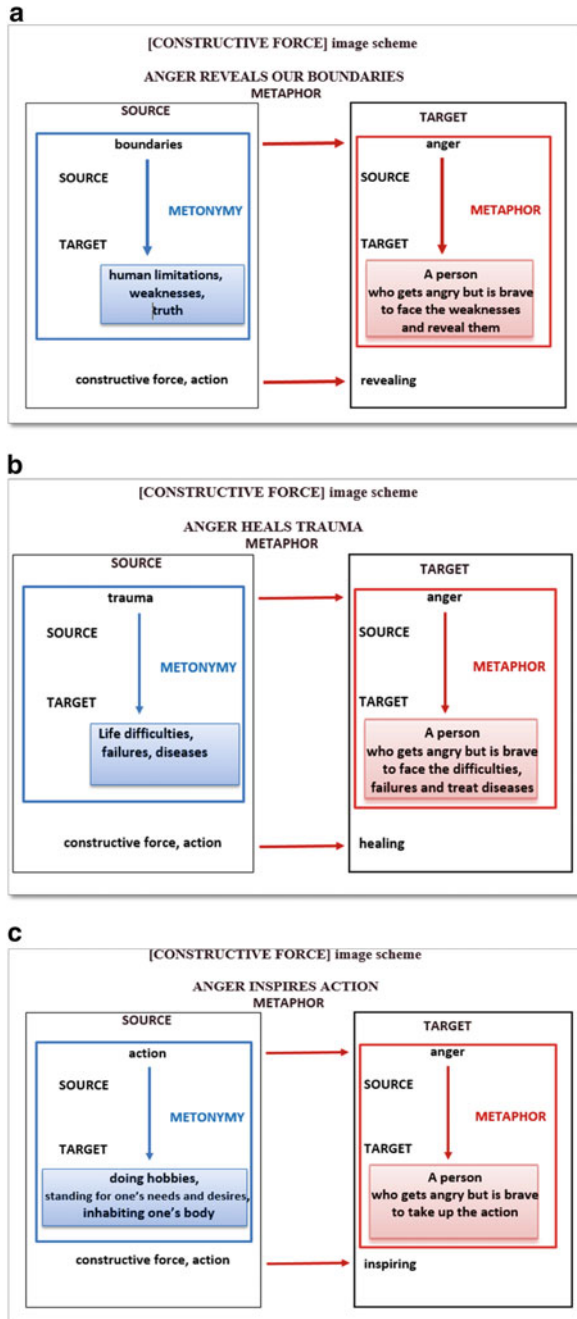 a
[CONSTRUCTIVE FORCE] image scheme
ANGER REVEALS OUR BOUNDARIES
METAPHOR
SOURCE
boundaries
SOURCE
METONYMY
TARGET
human limitations,
weaknesses,
truth
constructive force, action
TARGET
anger
SOURCE
METAPHOR
TARGET
A person
who gets angry but is brave
to face the weaknesses
and reveal them
revealing
b
[CONSTRUCTIVE FORCE] image scheme
ANGER HEALS TRAUMA
METAPHOR
SOURCE
trauma
SOURCE
METONYMY
TARGET
Life difficulties,
failures, diseases
constructive force, action
TARGET
anger
SOURCE
METAPHOR
TARGET
A person
who gets angry but is brave
to face the difficulties,
failures and treat diseases
healing
c
[CONSTRUCTIVE FORCE] image scheme
ANGER INSPIRES ACTION
METAPHOR
SOURCE
action
SOURCE
METONYMY
TARGET
doing hobbies,
standing for one's needs and desires,
inhabiting one's body
constructive force, action
TARGET
anger
SOURCE
METAPHOR
TARGET
A person
who gets angry but is brave
to take up the action
inspiring